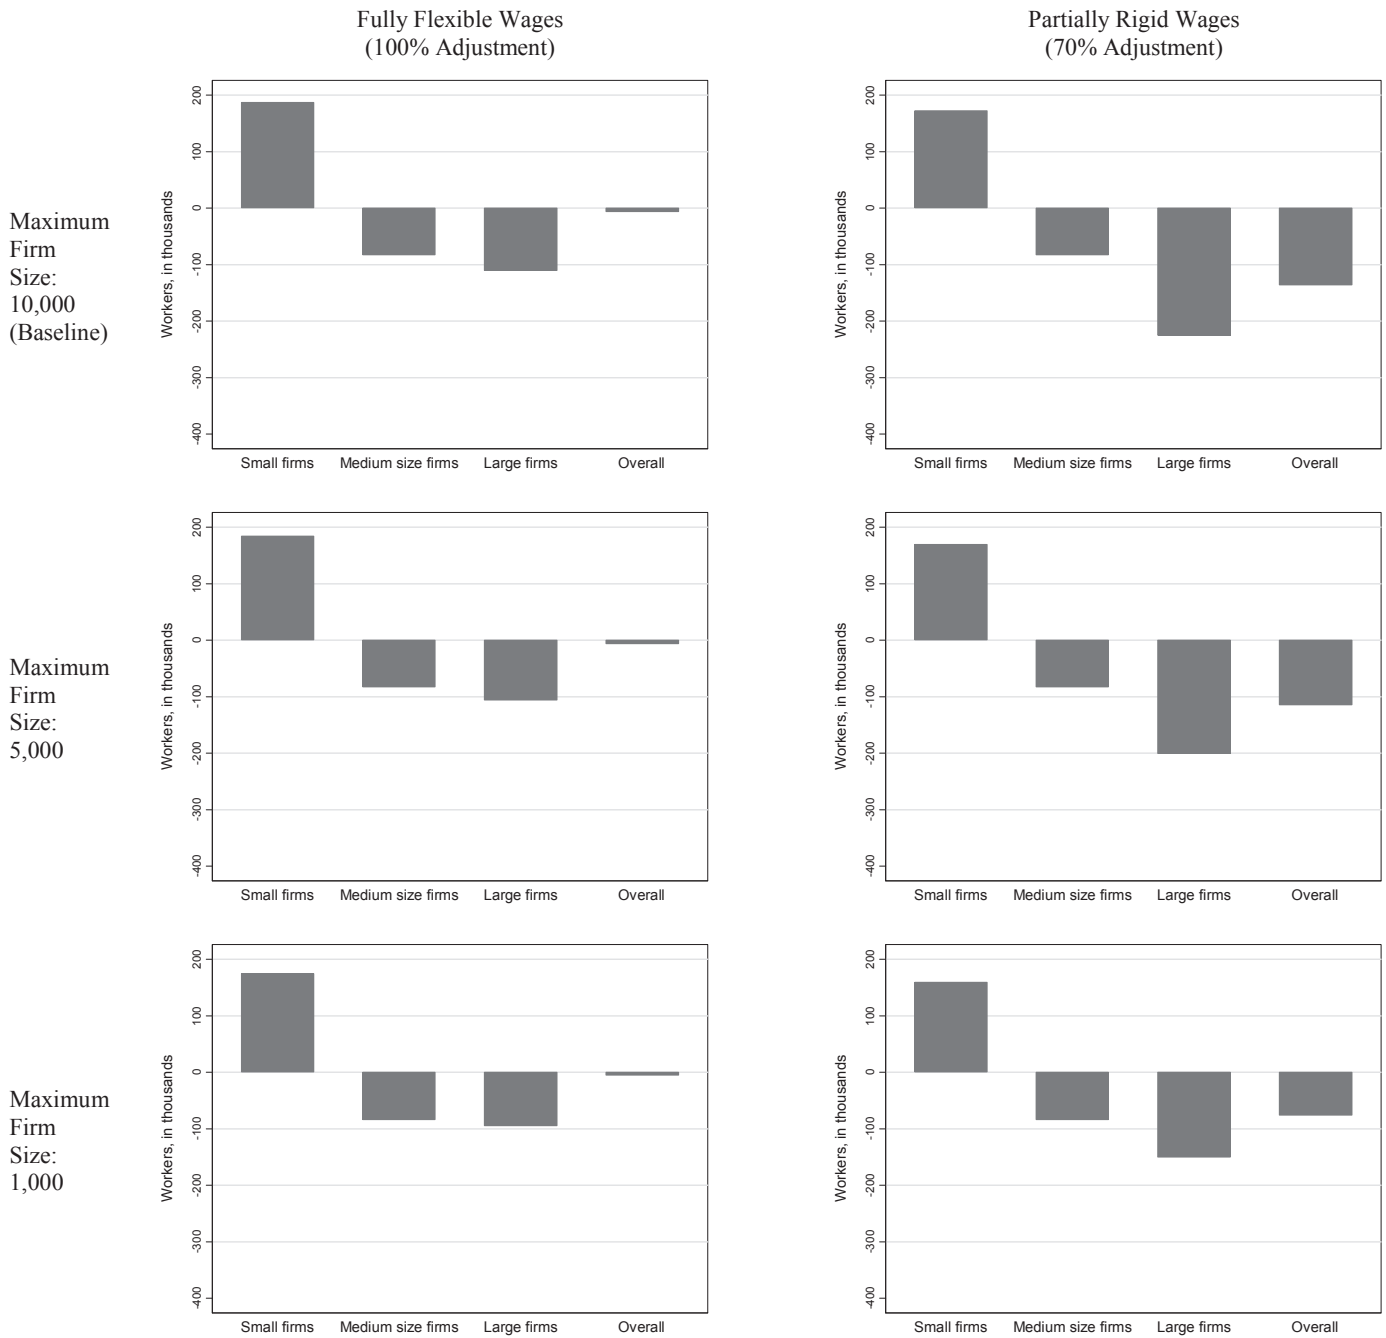 Fully Flexible Wages
(100% Adjustment)
Partially Rigid Wages
(70% Adjustment)
Maximum
Firm
Size:
10,000
(Baseline)
Workers, in thousands
200
100
0
-100
-200
-300
-400
Small firms Medium size firms Large firms Overall
Workers, in thousands
200
100
0
-100
-200
-300
-400
Small firms Medium size firms Large firms Overall
Maximum
Firm
Size:
5,000
Workers, in thousands
200
100
0
-100
-200
-300
-400
Small firms Medium size firms Large firms Overall
Workers, in thousands
200
100
0
-100
-200
-300
-400
Small firms Medium size firms Large firms Overall
Maximum
Firm
Size:
1,000
Workers, in thousands
200
100
0
-100
-200
-300
-400
Small firms Medium size firms Large firms Overall
Workers, in thousands
200
100
0
-100
-200
-300
-400
Small firms Medium size firms Large firms Overall